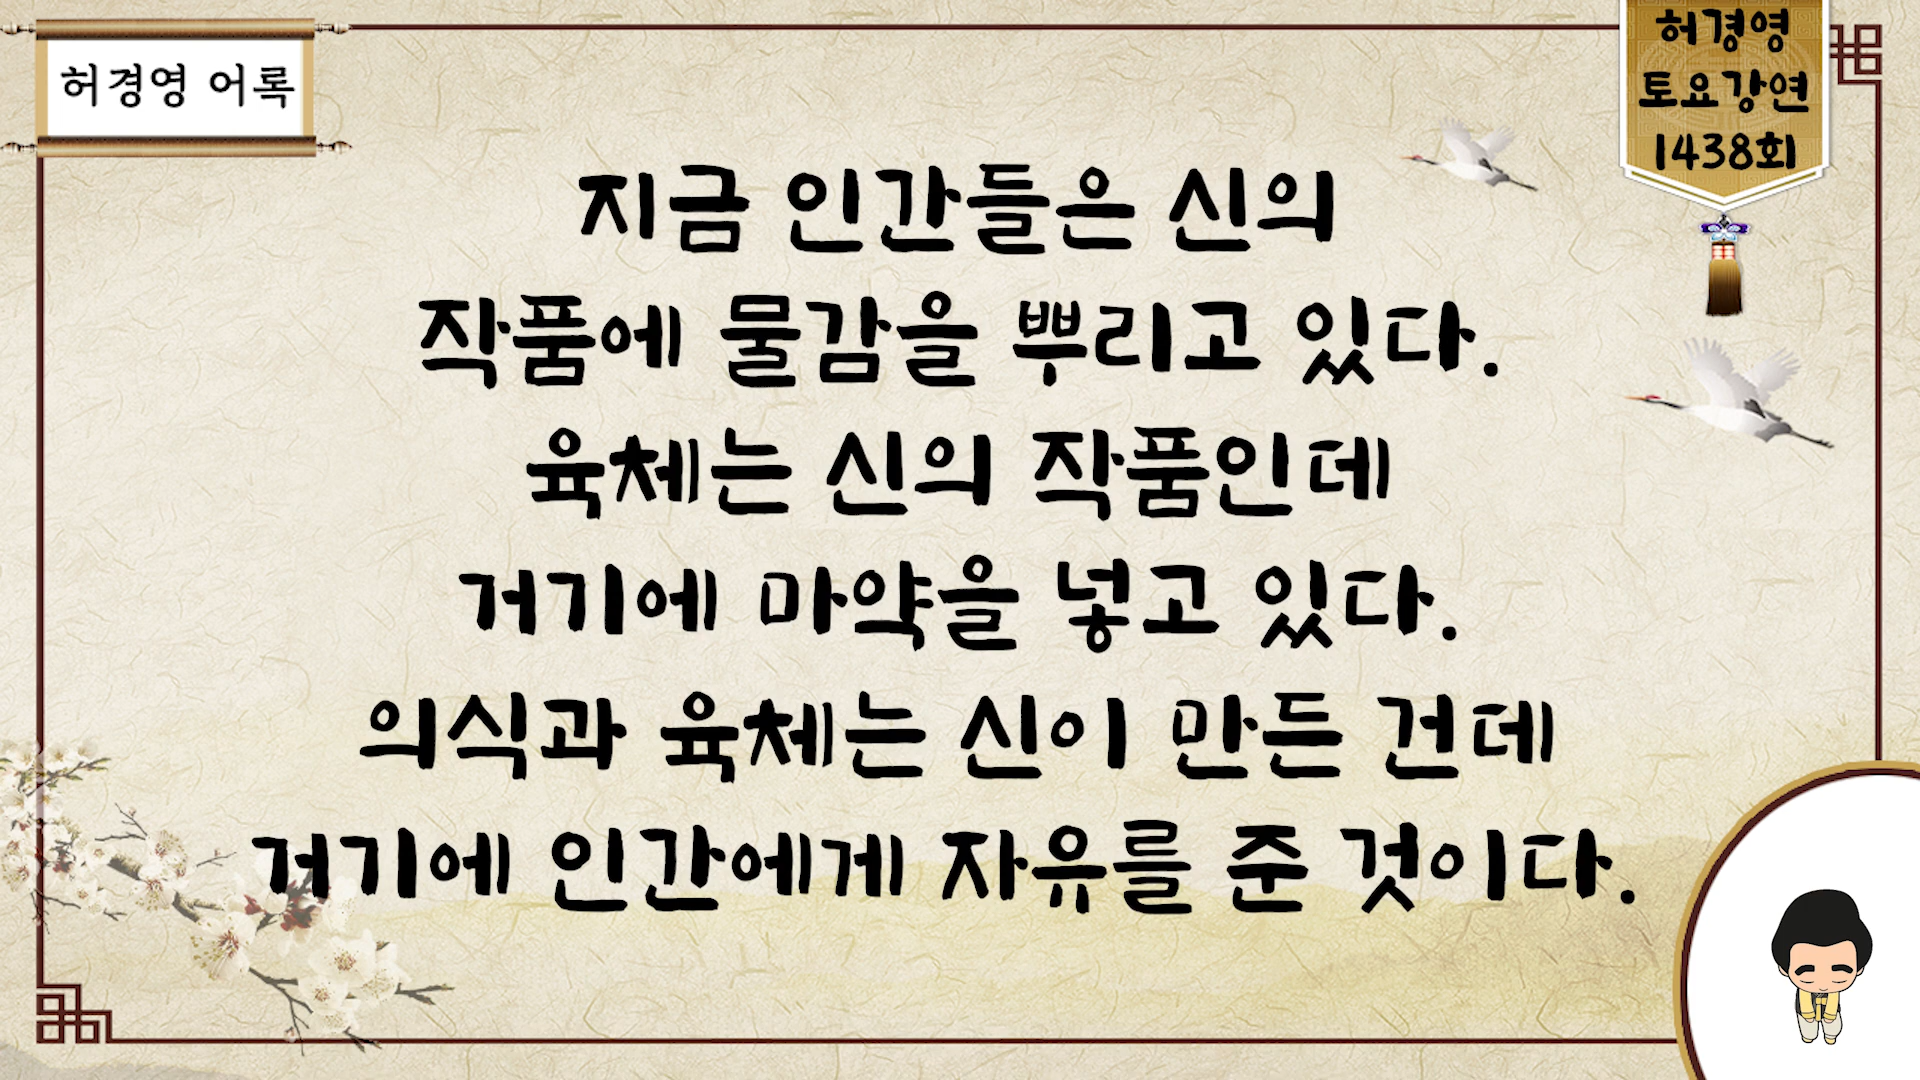 허경영 어록
허경영
토요강연
1438회
지금 인간들은 신의
작품에 물감을 뿌리고 있다.
육체는 신의 작품인데
거기에 마약을 넣고 있다.
의식과 육체는 신이 만든 건데
거기에 인간에게 자유를 준 것이다.